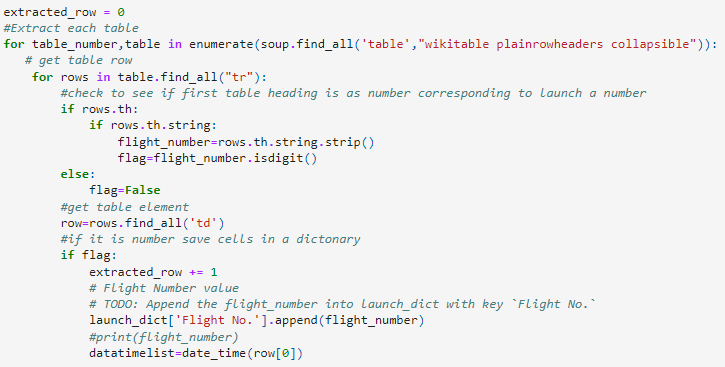 extracted_row = 0
#Extract each table
for table_number,table in enumerate(soup.find_all('table',"wikitable plainrowheaders collapsible")):
   # get table row
    for rows in table.find_all("tr"):
        #check to see if first table heading is as number corresponding to launch a number
        if rows.th:
            if rows.th.string:
                flight_number=rows.th.string.strip()
                flag=flight_number.isdigit()
        else:
            flag=False
        #get table element
        row=rows.find_all('td')
        #if it is number save cells in a dictonary
        if flag:
            extracted_row += 1
            # Flight Number value
            # TODO: Append the flight_number into launch_dict with key `Flight No.`
            launch_dict['Flight No.'].append(flight_number)
            #print(flight_number)
            datatimelist=date_time(row[0])